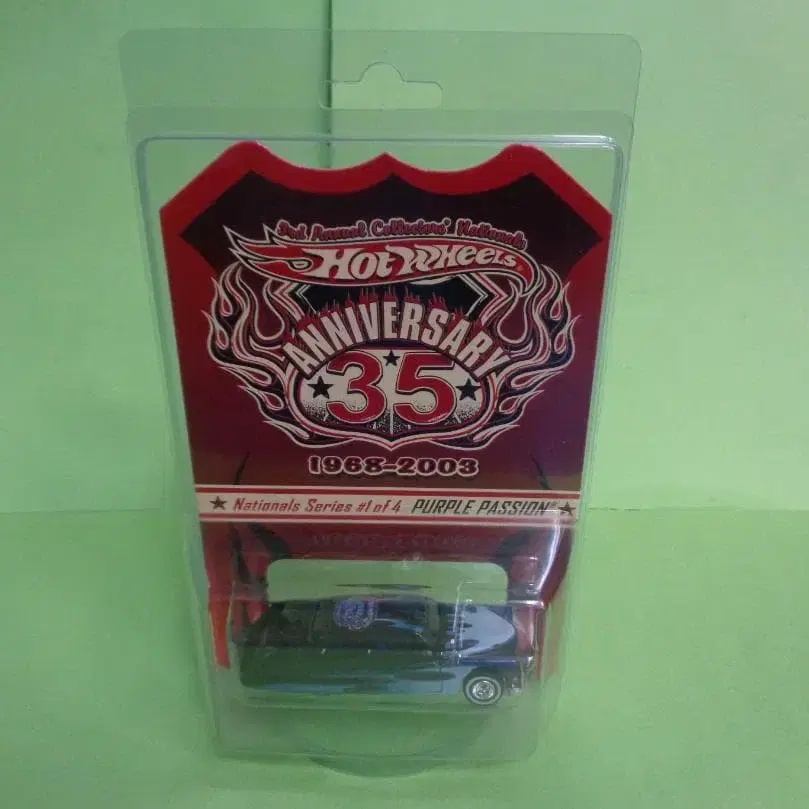 3rd Annual Collectors' Nationals
HOT WHEELS®
ANNIVERSARY
35
1968-2003
Nationals Series #1 of 4 PURPLE PASSION®